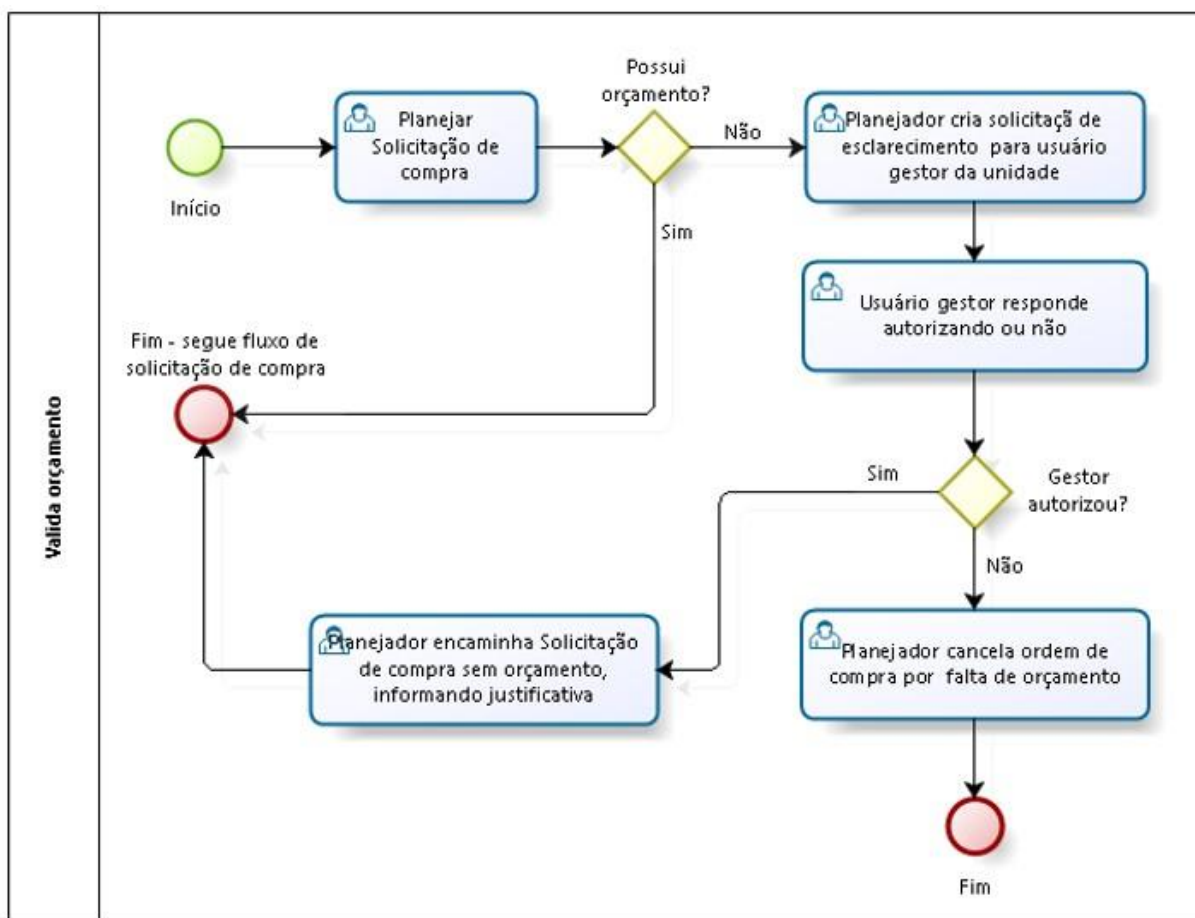 Valida orçamento
Início
Planejar
Solicitação de
compra
Possui
orçamento?
Não
Sim
Planejador cria solicitaçã de
esclarecimento para usuário
gestor da unidade
Usuário gestor responde
autorizando ou não
Fim - segue fluxo de
solicitação de compra
Gestor
autorizou?
Sim
Não
Planejador encaminha Solicitação
de compra sem orçamento,
informando justificativa
Planejador cancela ordem de
compra por falta de orçamento
Fim